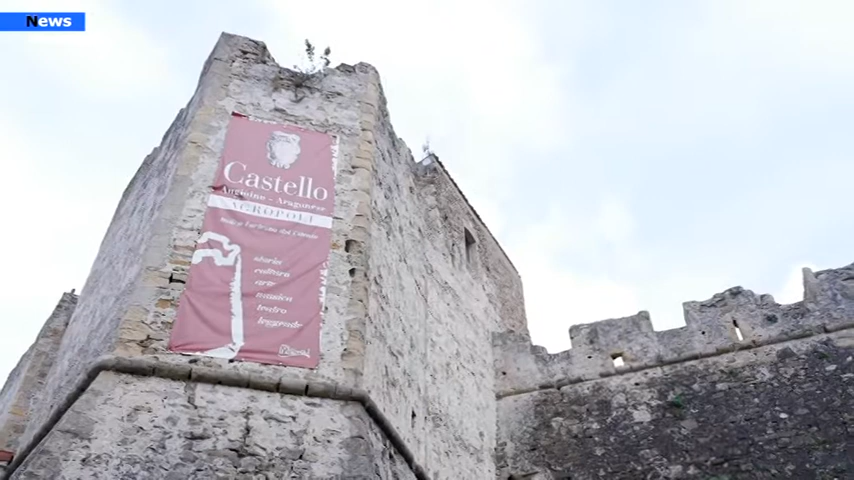 News
Castello
Angioino - Aragonese
AGROPOLI
storia
cultura
arte
musica
teatro
leggende